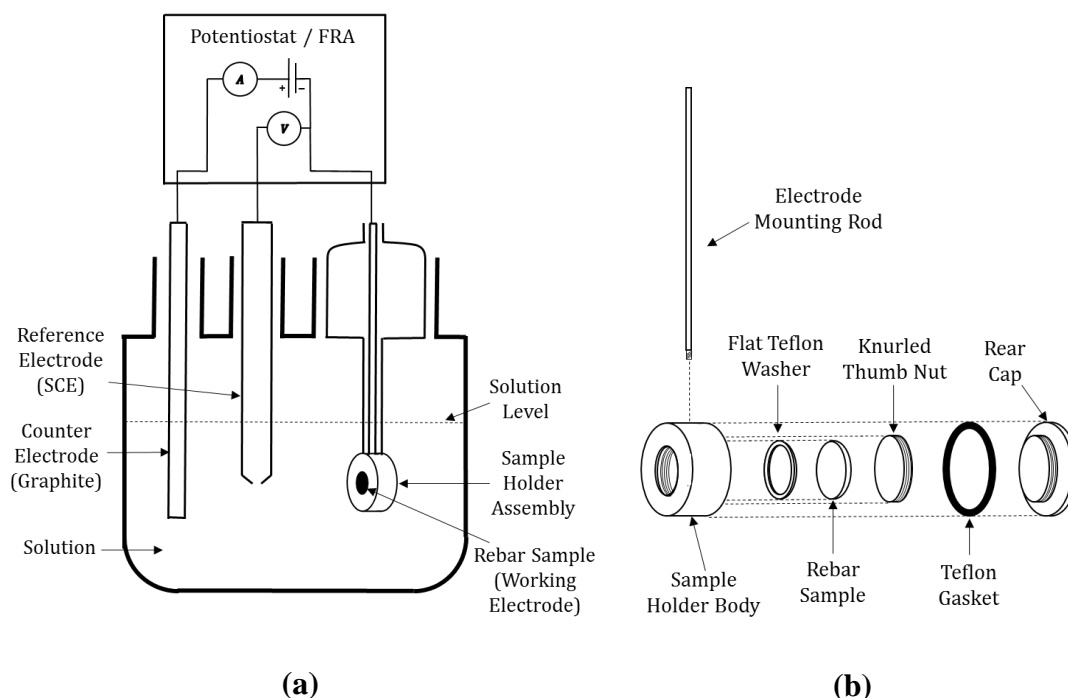 Potentiostat / FRA
A
+ −
V
Reference
Electrode
(SCE)
Counter
Electrode
(Graphite)
Solution
Solution
Level
Sample
Holder
Assembly
Rebar Sample
(Working
Electrode)
(a)
Electrode
Mounting Rod
Flat Teflon
Washer
Knurled
Thumb Nut
Rear
Cap
Sample
Holder Body
Rebar
Sample
Teflon
Gasket
(b)